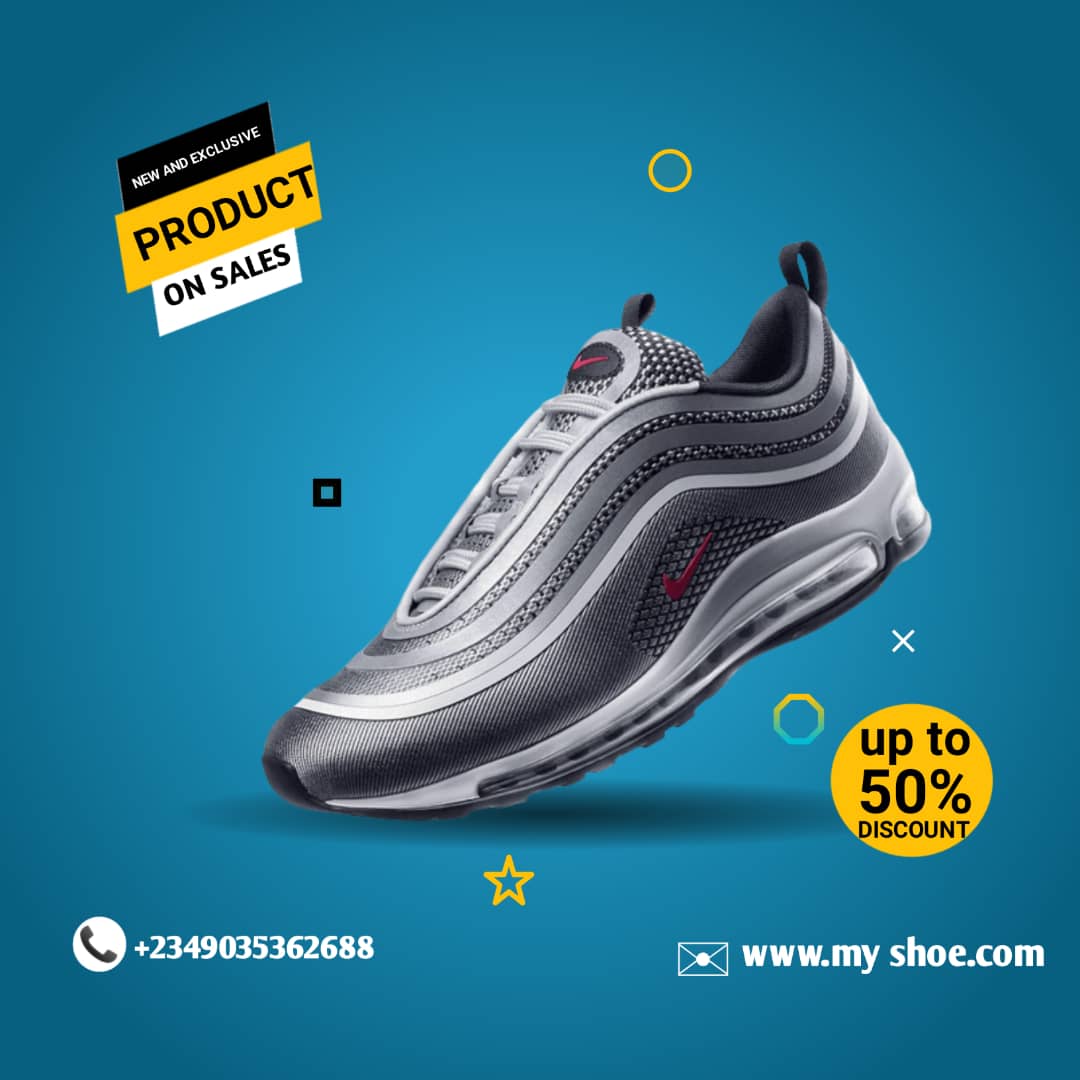 NEW AND EXCLUSIVE
PRODUCT
ON SALES
up to
50%
DISCOUNT
+2349035362688
www.my shoe.com